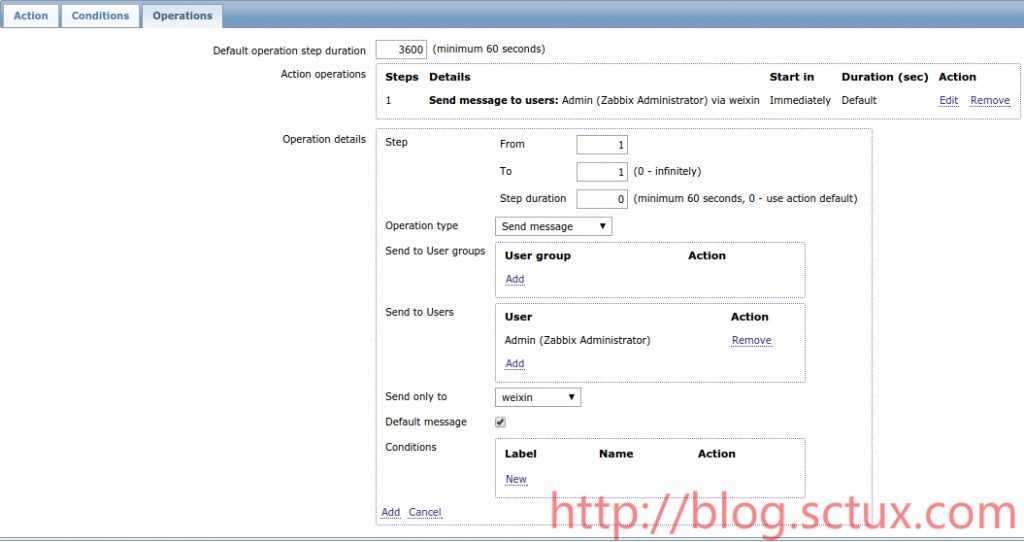 Action Conditions Operations
Default operation step duration 3600 (minimum 60 seconds)
Action operations Steps Details Start in Duration (sec) Action
1 Send message to users: Admin (Zabbix Administrator) via weixin Immediately Default Edit Remove
Operation details Step From 1
To 1 (0 - infinitely)
Step duration 0 (minimum 60 seconds, 0 - use action default)
Operation type Send message
Send to User groups User group Action
Add
Send to Users User Action
Admin (Zabbix Administrator) Remove
Add
Send only to weixin
Default message
Conditions Label Name Action
New
Add Cancel
http://blog.sctux.com